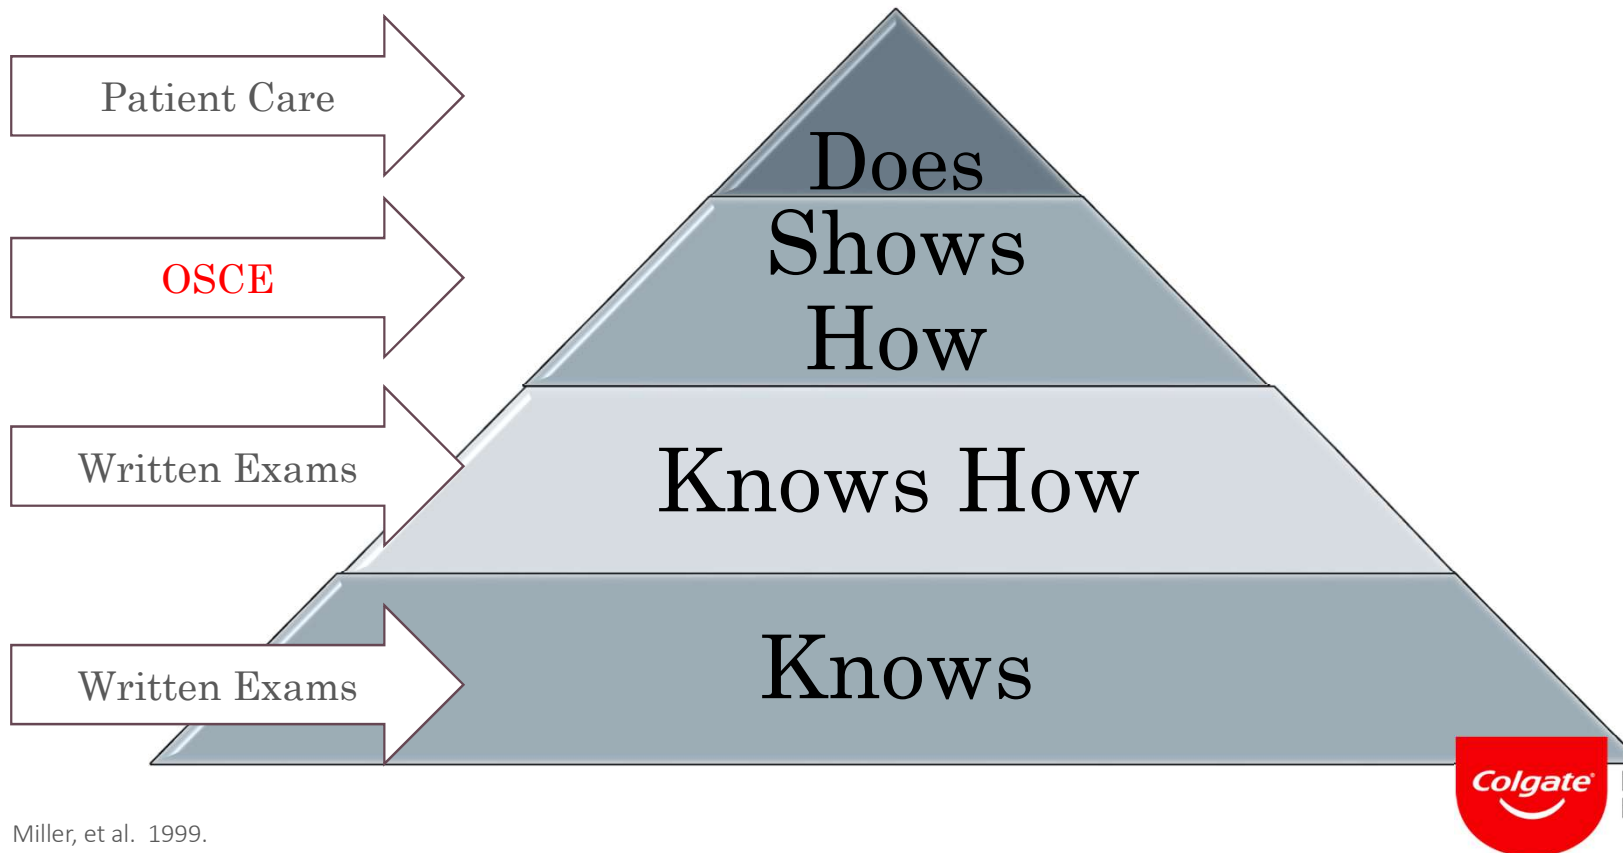 Patient Care
Does
OSCE
Shows
How
Written Exams
Knows How
Written Exams
Knows
Colgate®
Miller, et al.  1999.